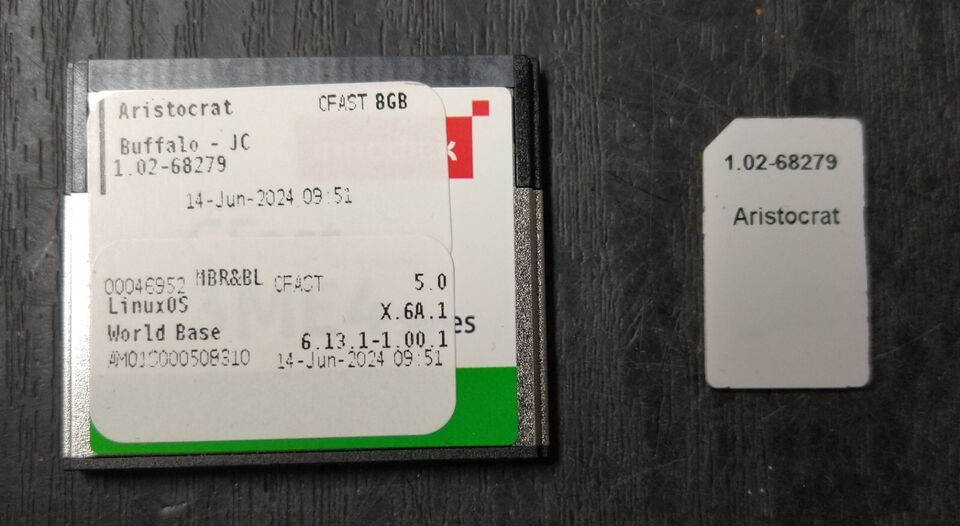 Aristocrat CFAST 8GB
Buffalo - JC
1.02-68279
14-Jun-2024 09:51
00046952 MBR&BL CFAST 5.0
LinuxOS X.6A.1
World Base 6.13.1-1.00.1
AM010000508310 14-Jun-2024 09:51
es
1.02-68279
Aristocrat